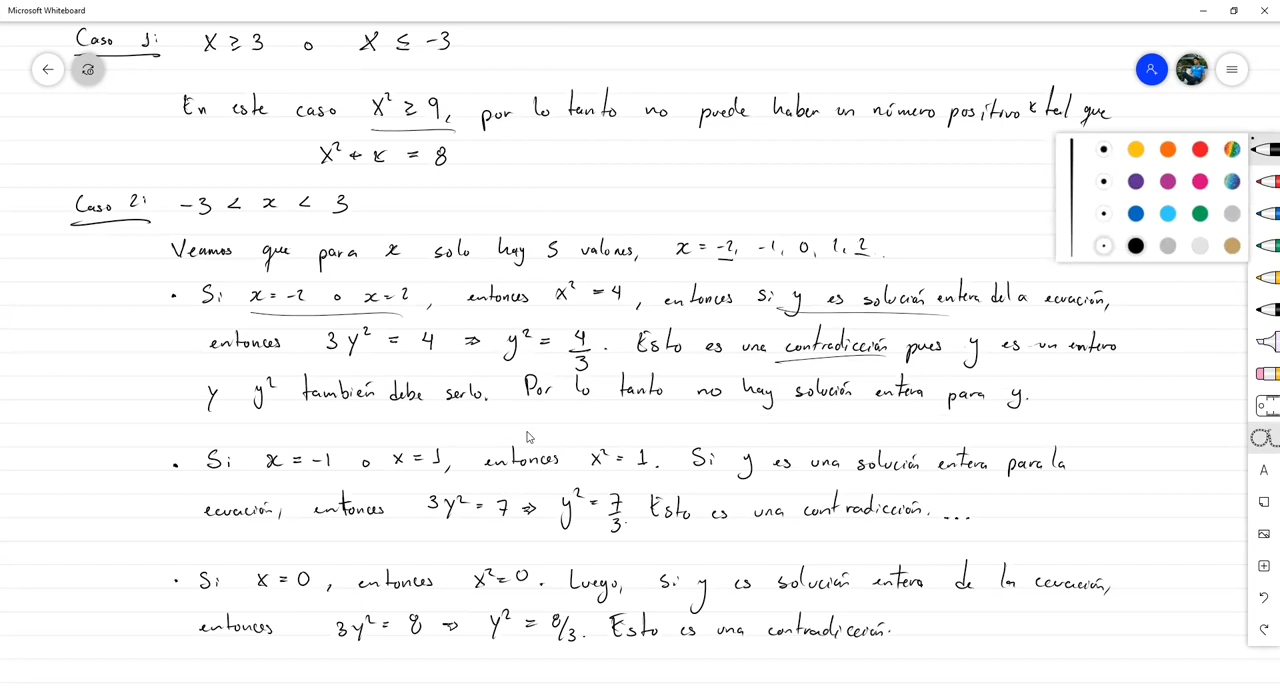 Microsoft Whiteboard
Caso 1: X ≥ 3 o X ≤ -3
En este caso X² ≥ 9, por lo tanto no puede haber un número positivo x tal que
X² + x = 8
Caso 2: -3 < x < 3
Veamos que para x solo hay 5 valores, x = -2, -1, 0, 1, 2.
• Si x = -2 o x = 2, entonces x² = 4, entonces si y es solución entera de la ecuación,
entonces 3y² = 4 ⇒ y² = 4/3. Esto es una contradicción pues y es un entero
y y² también debe serlo. Por lo tanto no hay solución entera para y.
• Si x = -1 o x = 1, entonces x² = 1. Si y es una solución entera para la
ecuación, entonces 3y² = 7 ⇒ y² = 7/3. Esto es una contradicción. ...
• Si x = 0, entonces x² = 0. Luego, si y es solución entera de la ecuación,
entonces 3y² = 8 ⇒ y² = 8/3. Esto es una contradicción.